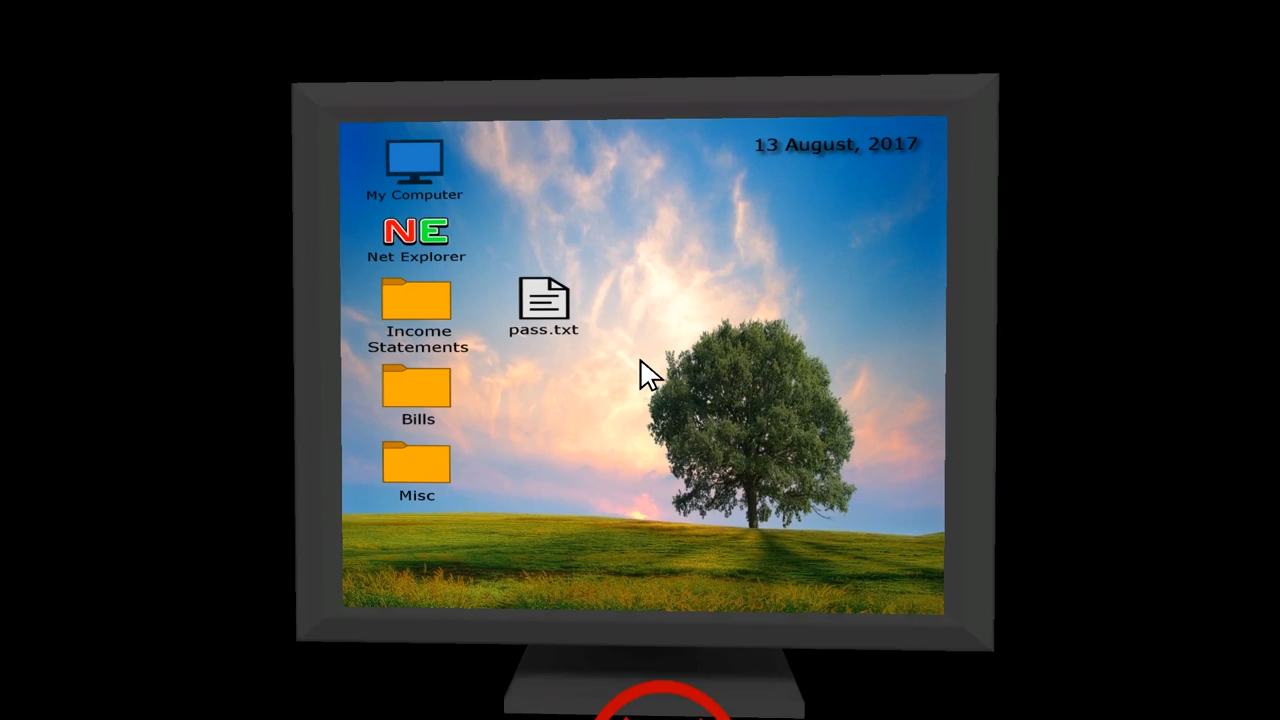 13 August, 2017
My Computer
NE
Net Explorer
Income
Statements
pass.txt
Bills
Misc